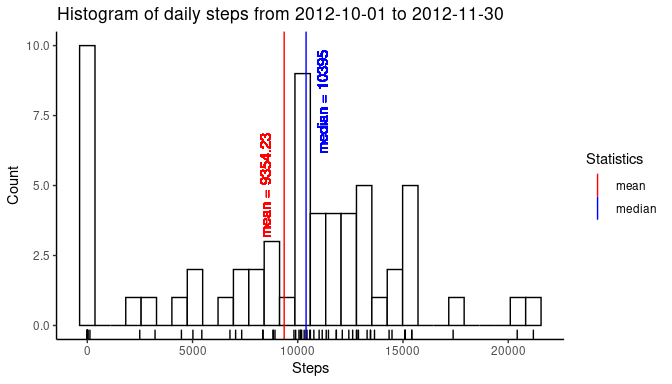 Histogram of daily steps from 2012-10-01 to 2012-11-30
10.0
7.5
5.0
2.5
0.0
Count
mean = 9354.23
median = 10395
Statistics
mean
median
0
5000
10000
15000
20000
Steps